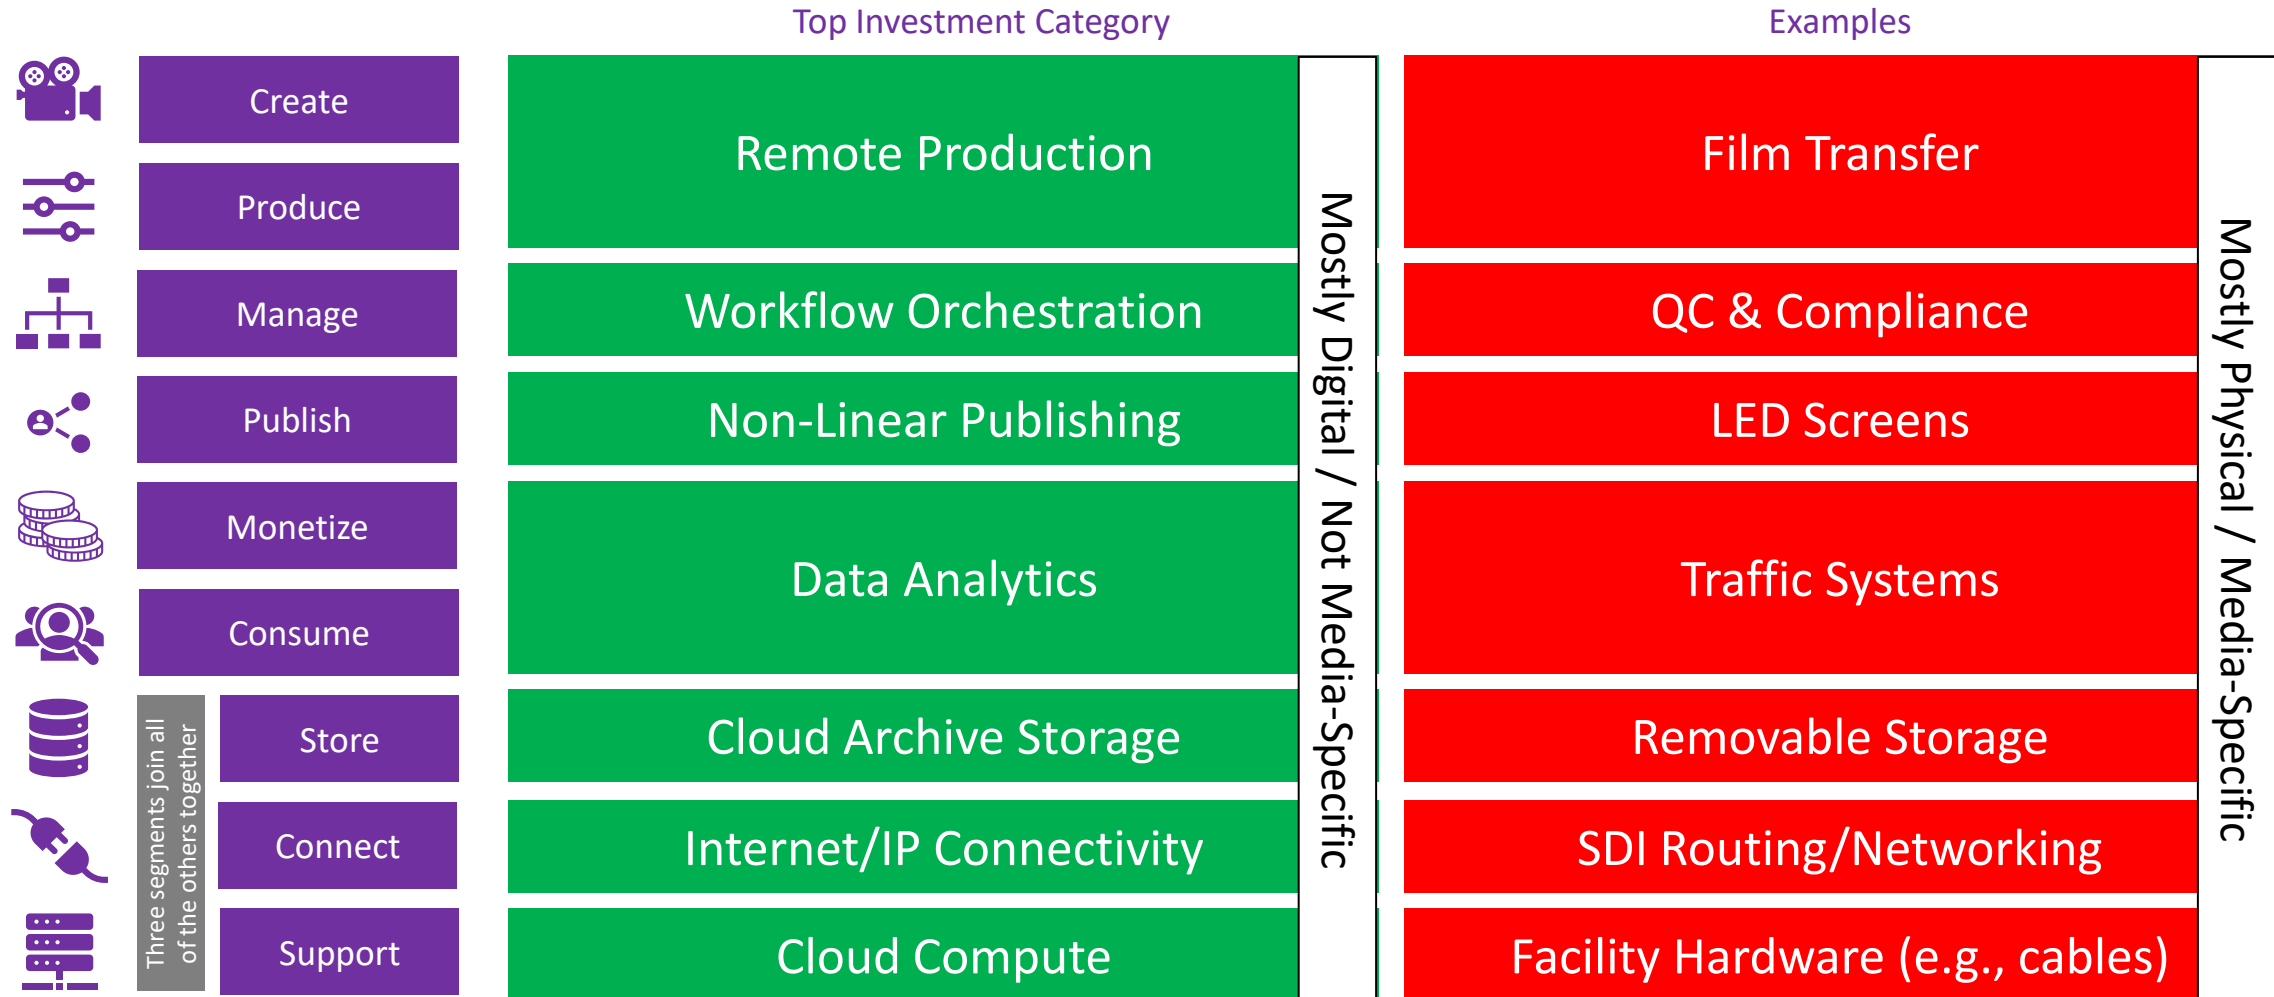 Top Investment Category
Examples
Create
Produce
Remote Production
Film Transfer
Manage
Workflow Orchestration
QC & Compliance
Publish
Non-Linear Publishing
LED Screens
Monetize
Consume
Data Analytics
Traffic Systems
Three segments join all
of the others together
Store
Cloud Archive Storage
Removable Storage
Connect
Internet/IP Connectivity
SDI Routing/Networking
Support
Cloud Compute
Facility Hardware (e.g., cables)
Mostly Digital / Not Media-Specific
Mostly Physical / Media-Specific